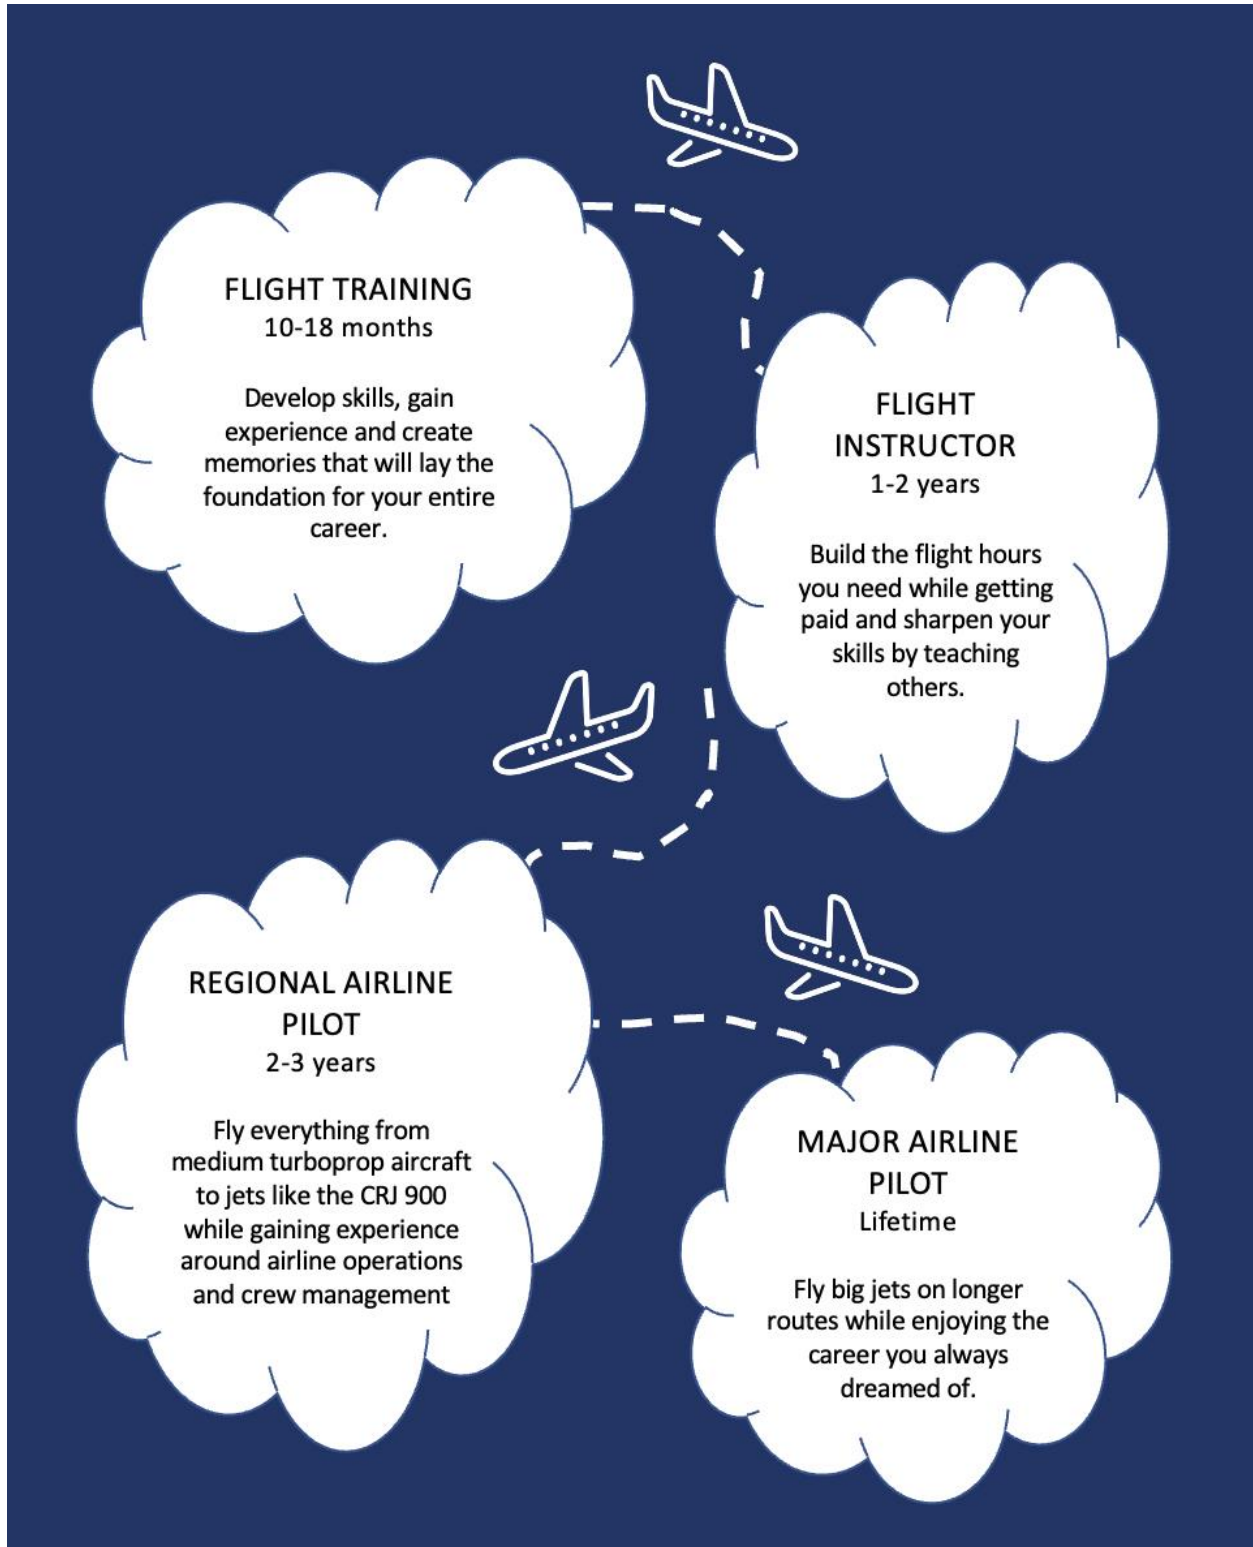 FLIGHT TRAINING
10-18 months
Develop skills, gain
experience and create
memories that will lay the
foundation for your entire
career.
FLIGHT
INSTRUCTOR
1-2 years
Build the flight hours
you need while getting
paid and sharpen your
skills by teaching
others.
REGIONAL AIRLINE
PILOT
2-3 years
Fly everything from
medium turboprop aircraft
to jets like the CRJ 900
while gaining experience
around airline operations
and crew management
MAJOR AIRLINE
PILOT
Lifetime
Fly big jets on longer
routes while enjoying the
career you always
dreamed of.